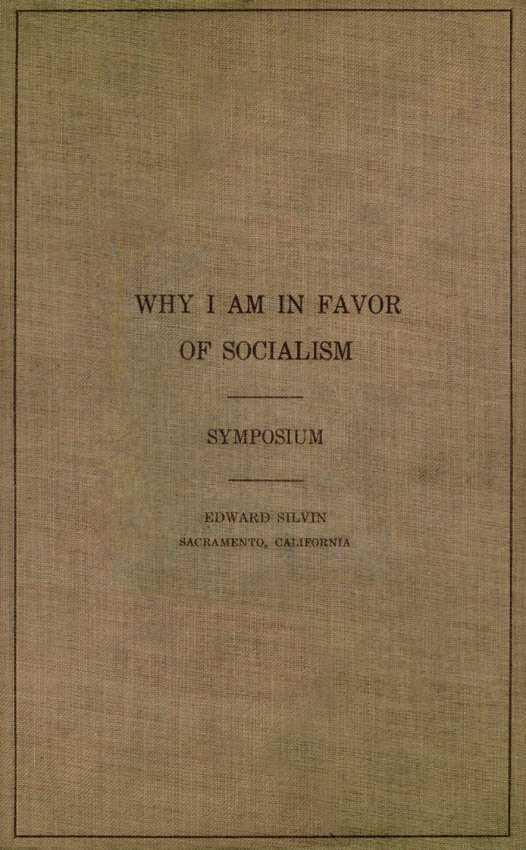 WHY I AM IN FAVOR
OF SOCIALISM
SYMPOSIUM
EDWARD SILVIN
SACRAMENTO, CALIFORNIA